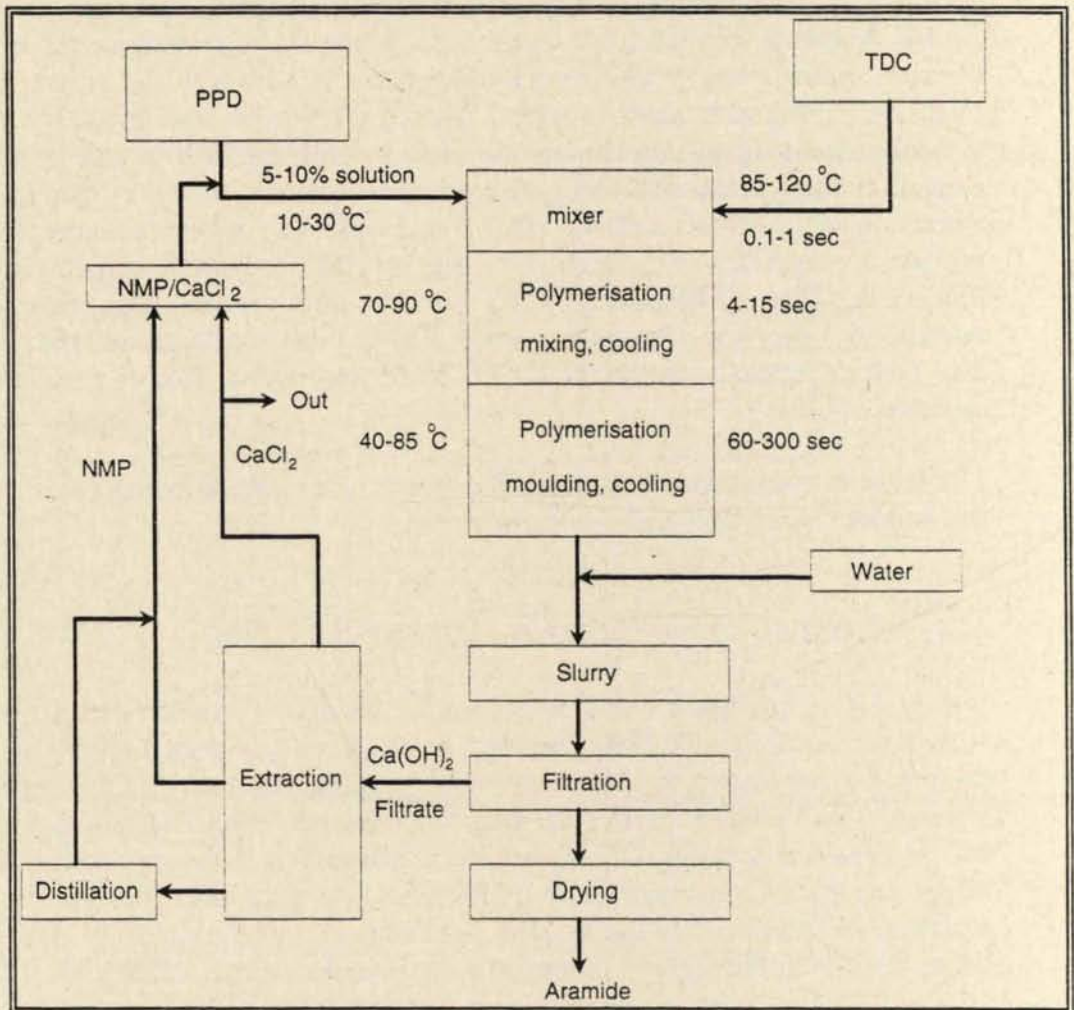 PPD
TDC
5-10% solution
10-30 °C
85-120 °C
0.1-1 sec
mixer
NMP/CaCl₂
70-90 °C
Polymerisation
mixing, cooling
4-15 sec
Out
40-85 °C
Polymerisation
moulding, cooling
60-300 sec
NMP
CaCl₂
Water
Slurry
Extraction
Ca(OH)₂
Filtrate
Filtration
Distillation
Drying
Aramide